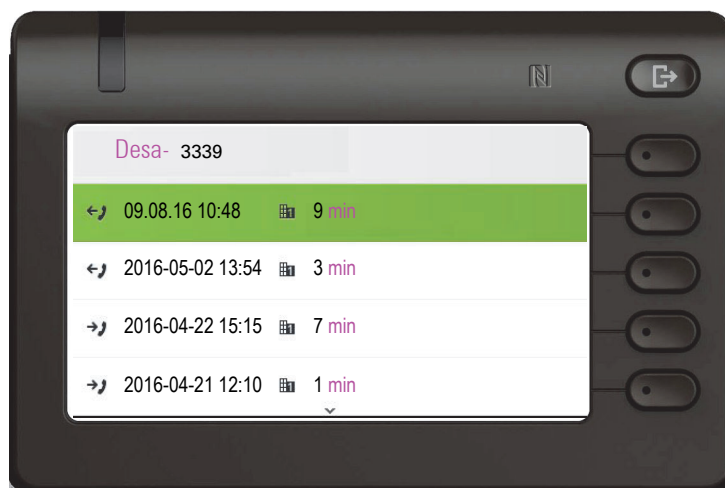 Desa- 3339
09.08.16 10:48 9 min
2016-05-02 13:54 3 min
2016-04-22 15:15 7 min
2016-04-21 12:10 1 min